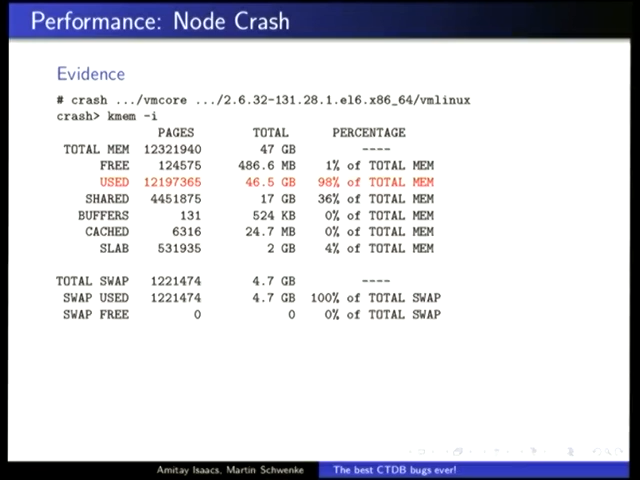 Performance: Node Crash
Evidence
# crash .../vmcore .../2.6.32-131.28.1.el6.x86_64/vmlinux
crash> kmem -i
PAGES TOTAL PERCENTAGE
TOTAL MEM 12321940 47 GB ----
FREE 124575 486.6 MB 1% of TOTAL MEM
USED 12197365 46.5 GB 98% of TOTAL MEM
SHARED 4451875 17 GB 36% of TOTAL MEM
BUFFERS 131 524 KB 0% of TOTAL MEM
CACHED 6316 24.7 MB 0% of TOTAL MEM
SLAB 531935 2 GB 4% of TOTAL MEM
TOTAL SWAP 1221474 4.7 GB ----
SWAP USED 1221474 4.7 GB 100% of TOTAL SWAP
SWAP FREE 0 0 0% of TOTAL SWAP
Amitay Isaacs, Martin Schwenke The best CTDB bugs ever!